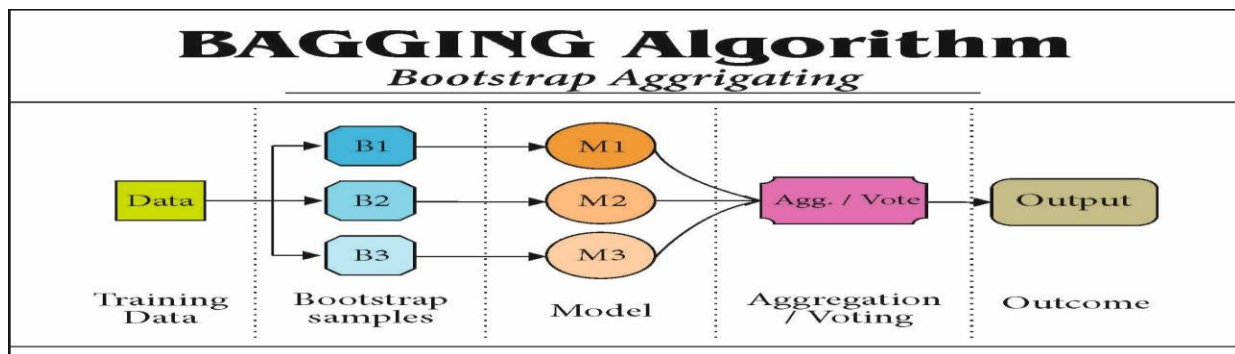 BAGGING Algorithm
Bootstrap Aggrigating
Data
B1
B2
B3
M1
M2
M3
Agg. / Vote
Output
Training
Data
Bootstrap
samples
Model
Aggregation
/ Voting
Outcome